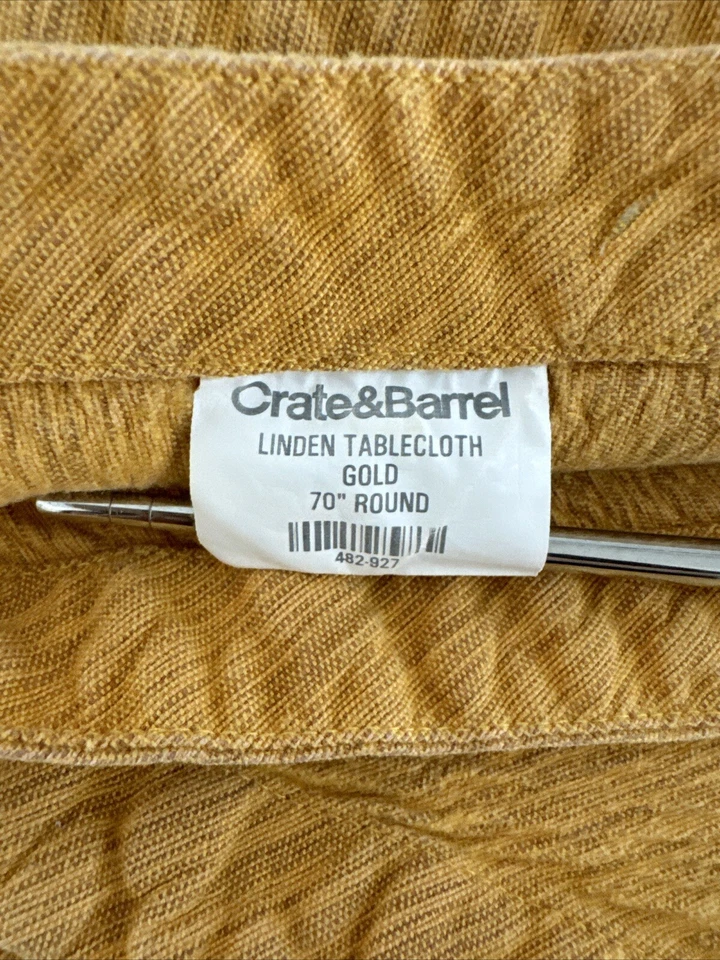 Crate&Barrel
LINDEN TABLECLOTH
GOLD
70" ROUND
482-927